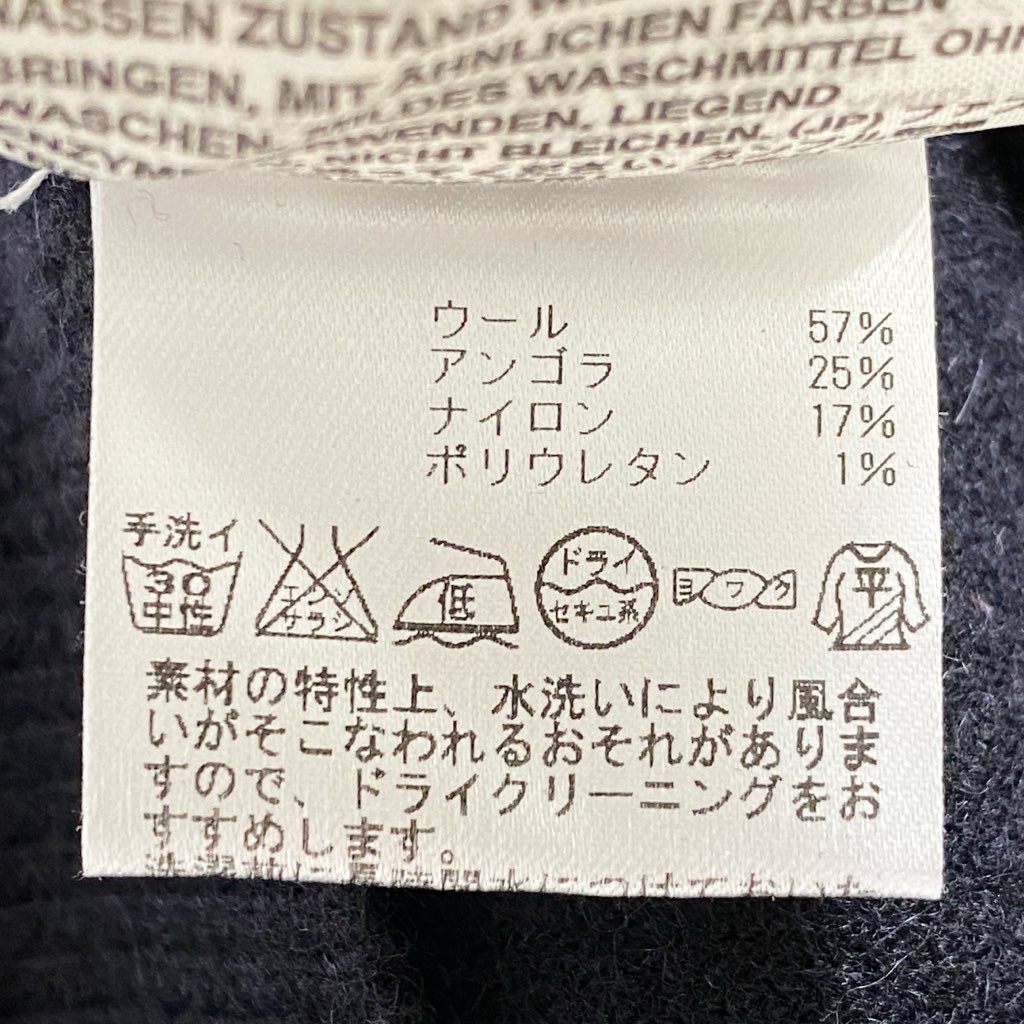 NASSEN ZUSTAND
BRINGEN, MIT ÄHNLICHEN FARBEN
WASCHEN, MILDES WASCHMITTEL OHNE
ENZYME VERWENDEN, LIEGEND
NICHT BLEICHEN. (JP)
ウール 57%
アンゴラ 25%
ナイロン 17%
ポリウレタン 1%
手洗イ
30
中性
エンソ
サラシ
低
ドライ
セキユ系
ヨワク
平
素材の特性上、水洗いにより風合
いがそこなわれるおそれがありま
すので、ドライクリーニングをお
すすめします。